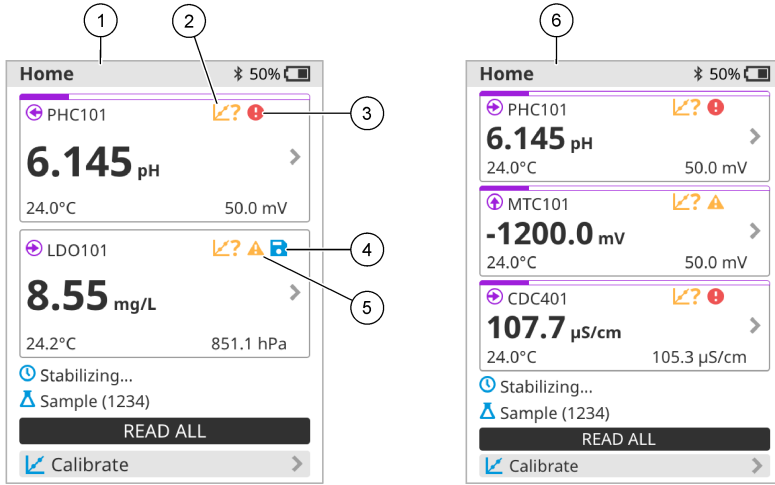 1
2
Home
50%
PHC101
?
3
6.145 pH
24.0°C
50.0 mV
LDO101
?
4
8.55 mg/L
5
24.2°C
851.1 hPa
Stabilizing...
Sample (1234)
READ ALL
Calibrate
6
Home
50%
PHC101
?
6.145 pH
24.0°C
50.0 mV
MTC101
?
-1200.0 mV
24.0°C
50.0 mV
CDC401
?
107.7 µS/cm
24.0°C
105.3 µS/cm
Stabilizing...
Sample (1234)
READ ALL
Calibrate